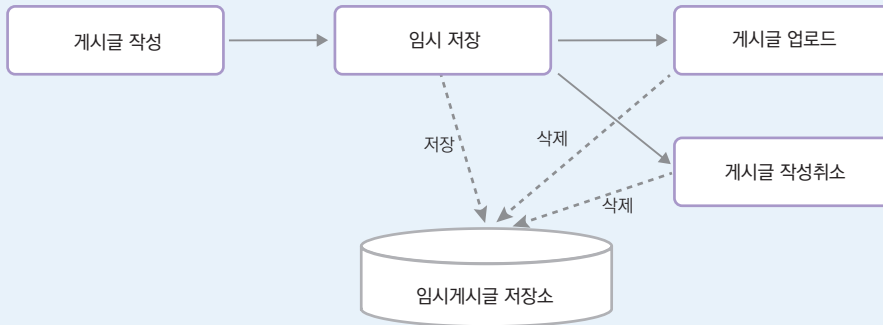 게시글 작성
임시 저장
게시글 업로드
저장
삭제
게시글 작성취소
삭제
임시게시글 저장소